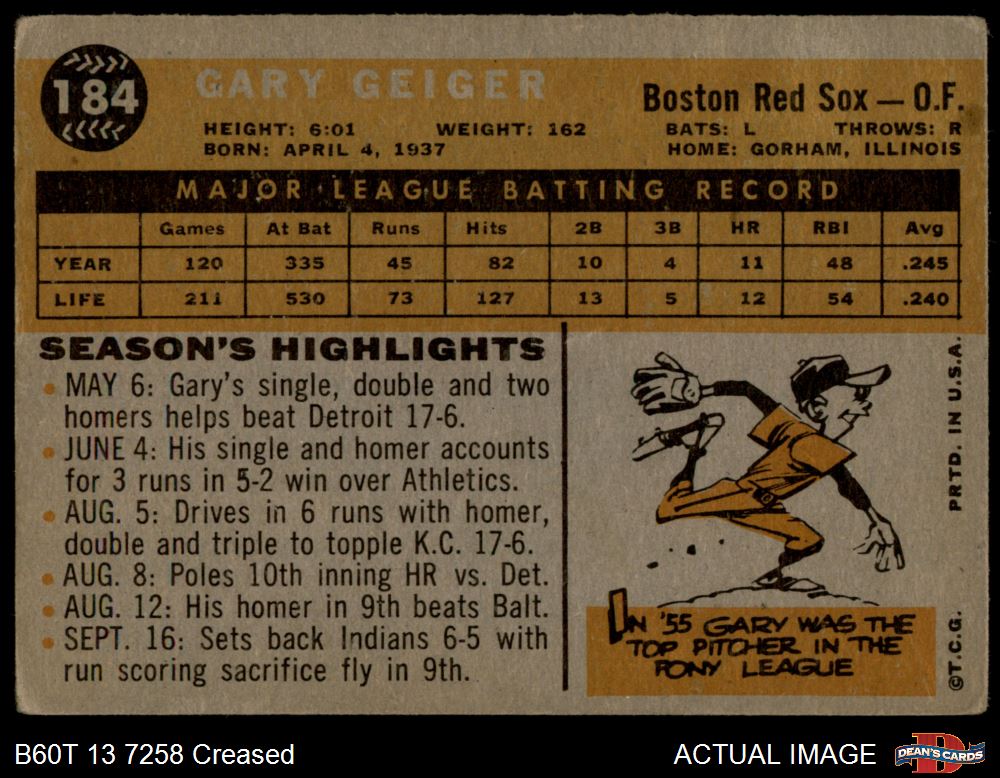 184
GARY GEIGER
Boston Red Sox — O.F.
HEIGHT: 6:01 WEIGHT: 162
BORN: APRIL 4, 1937
BATS: L THROWS: R
HOME: GORHAM, ILLINOIS
MAJOR LEAGUE BATTING RECORD
Games At Bat Runs Hits 2B 3B HR RBI Avg
YEAR 120 335 45 82 10 4 11 48 .245
LIFE 211 530 73 127 13 5 12 54 .240
SEASON'S HIGHLIGHTS
• MAY 6: Gary's single, double and two
homers helps beat Detroit 17-6.
• JUNE 4: His single and homer accounts
for 3 runs in 5-2 win over Athletics.
• AUG. 5: Drives in 6 runs with homer,
double and triple to topple K.C. 17-6.
• AUG. 8: Poles 10th inning HR vs. Det.
• AUG. 12: His homer in 9th beats Balt.
• SEPT. 16: Sets back Indians 6-5 with
run scoring sacrifice fly in 9th.
IN '55 GARY WAS THE
TOP PITCHER IN THE
PONY LEAGUE
©T.C.G. PRTD. IN U.S.A.
B60T 13 7258 Creased
ACTUAL IMAGE
DEAN'S CARDS